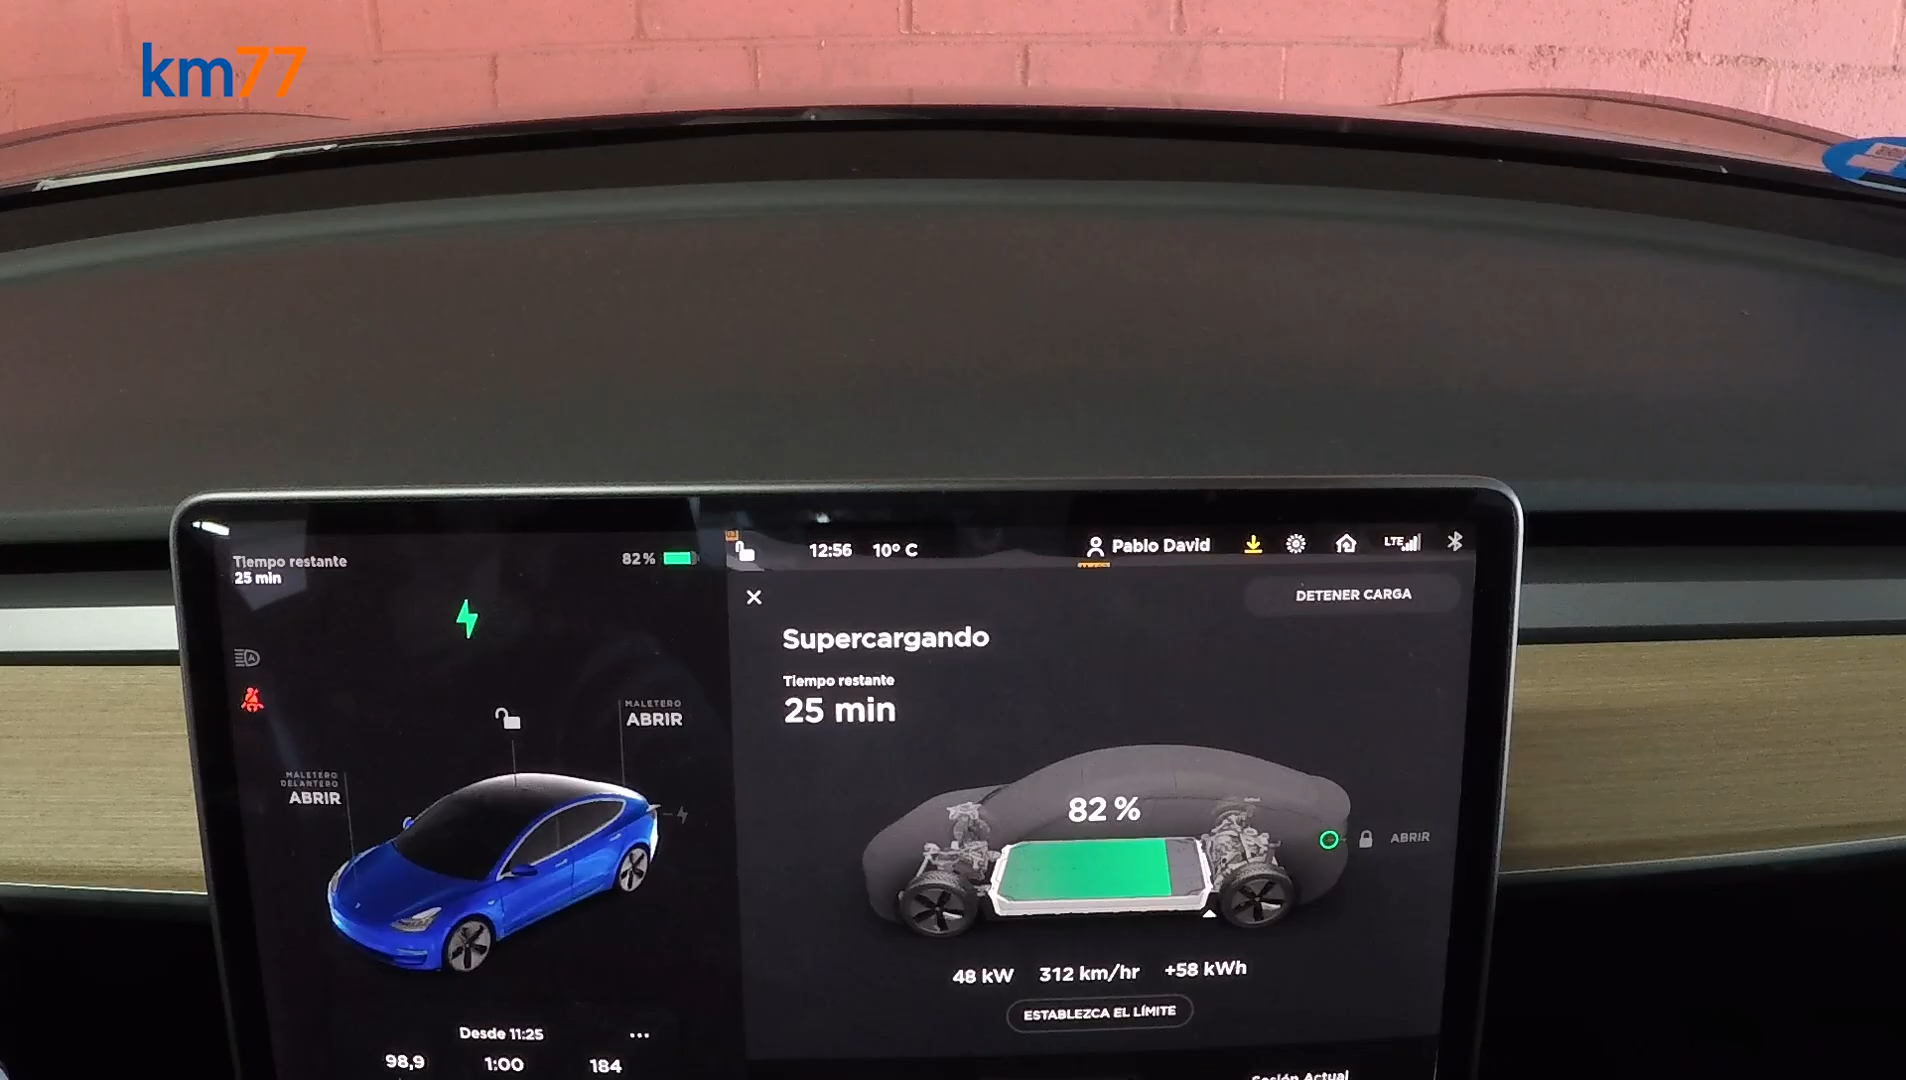 km77
Tiempo restante
25 min
82%
12:56 10° C
Pablo David
LTE
DETENER CARGA
Supercargando
Tiempo restante
25 min
MALETERO
ABRIR
MALETERO
DELANTERO
ABRIR
82 %
ABRIR
48 kW 312 km/hr +58 kWh
ESTABLEZCA EL LÍMITE
Desde 11:25
98,9 1:00 184
Sesión Actual